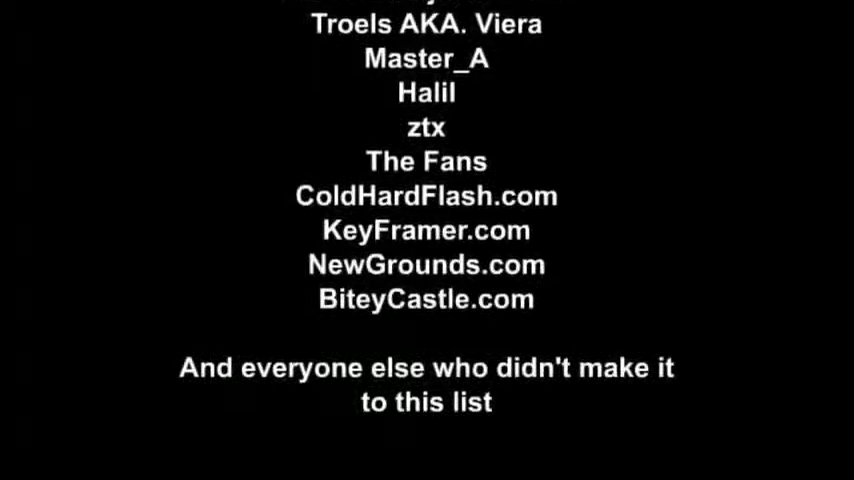 Troels AKA. Viera
Master_A
Halil
ztx
The Fans
ColdHardFlash.com
KeyFramer.com
NewGrounds.com
BiteyCastle.com
And everyone else who didn't make it
to this list